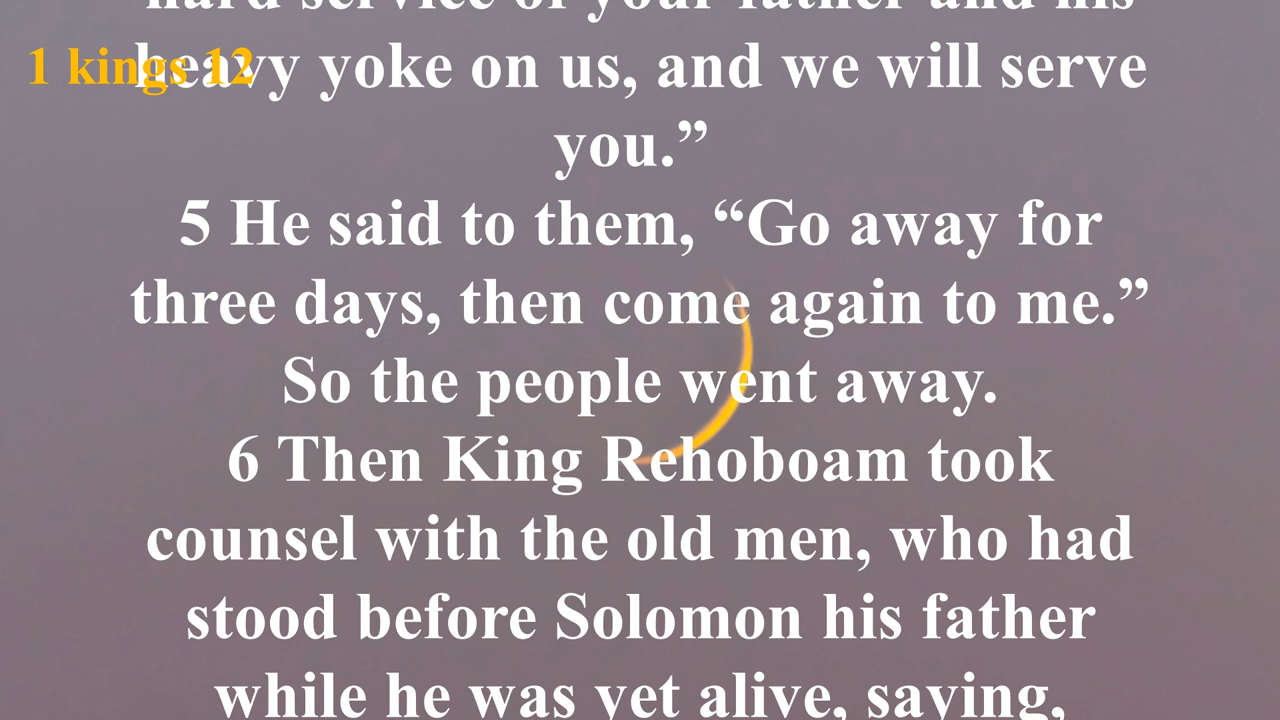 hard service of your father and his
1 kings 12
heavy yoke on us, and we will serve
you.”
5 He said to them, “Go away for
three days, then come again to me.”
So the people went away.
6 Then King Rehoboam took
counsel with the old men, who had
stood before Solomon his father
while he was yet alive, saying,